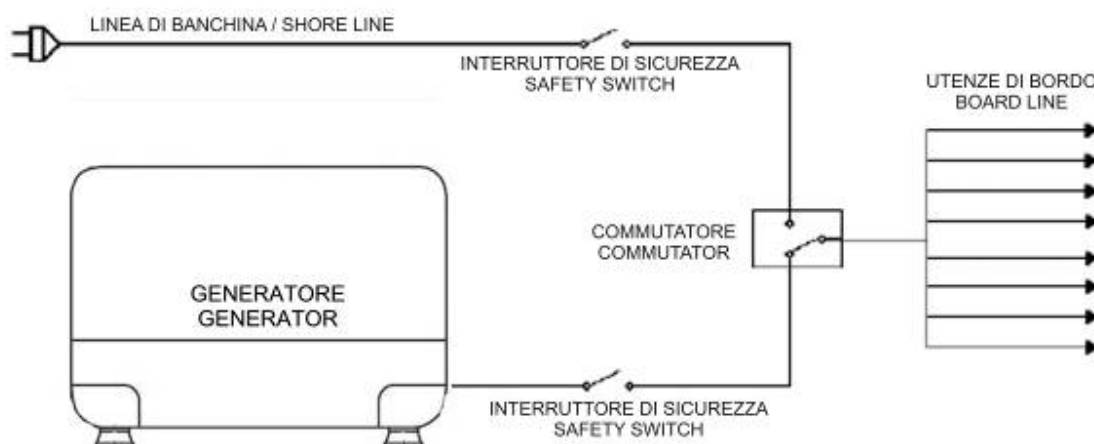 LINEA DI BANCHINA / SHORE LINE
INTERRUTTORE DI SICUREZZA
SAFETY SWITCH
UTENZE DI BORDO
BOARD LINE
COMMUTATORE
COMMUTATOR
GENERATORE
GENERATOR
INTERRUTTORE DI SICUREZZA
SAFETY SWITCH